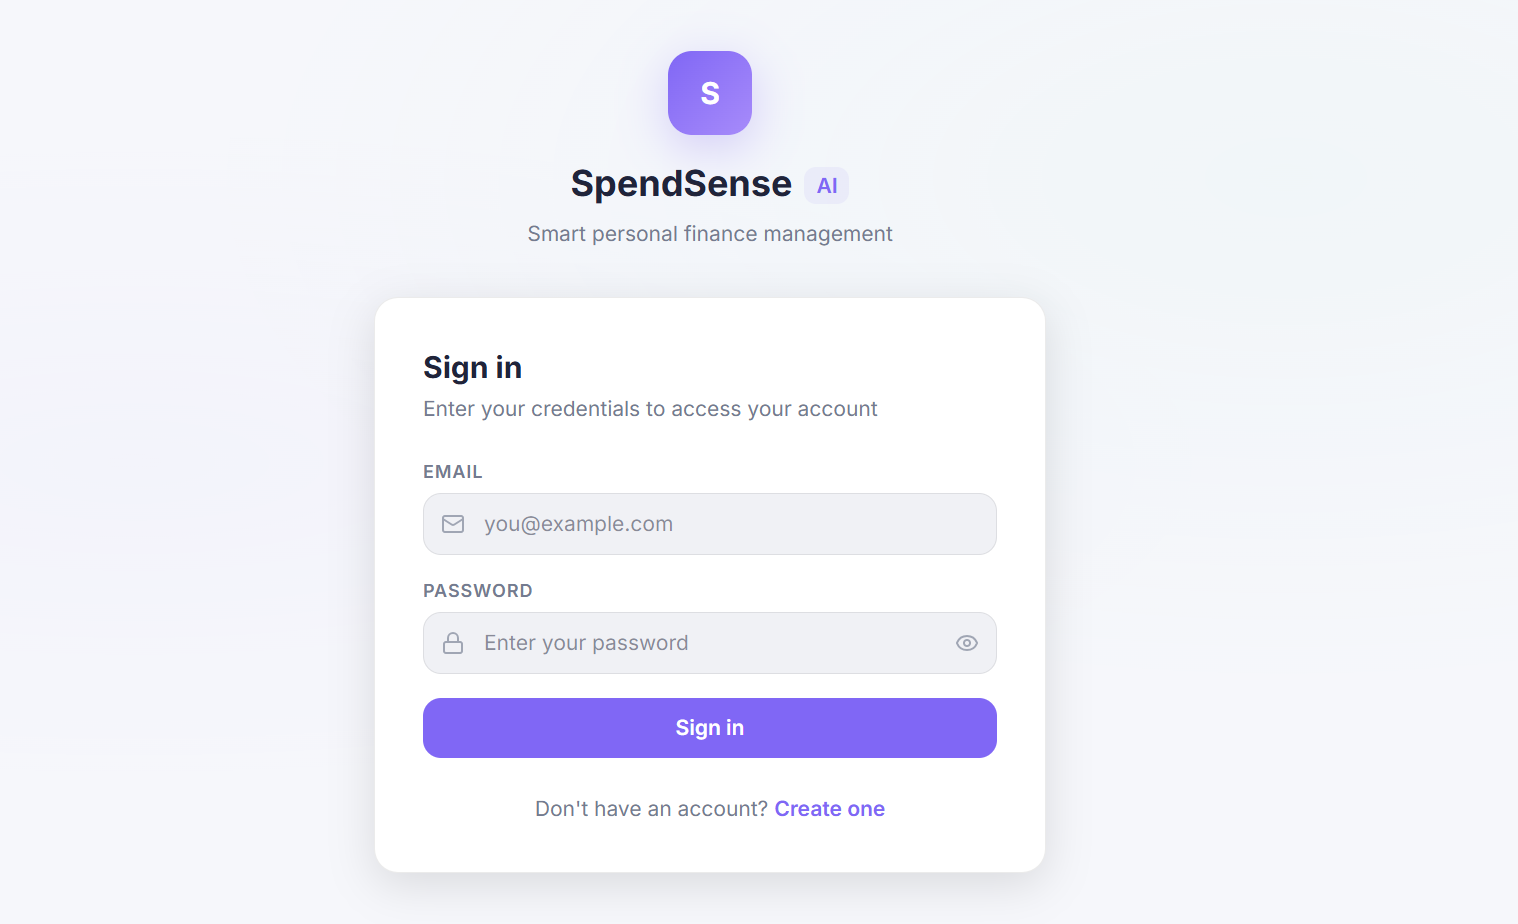 S
SpendSense AI
Smart personal finance management
Sign in
Enter your credentials to access your account
EMAIL
you@example.com
PASSWORD
Enter your password
Sign in
Don't have an account? Create one